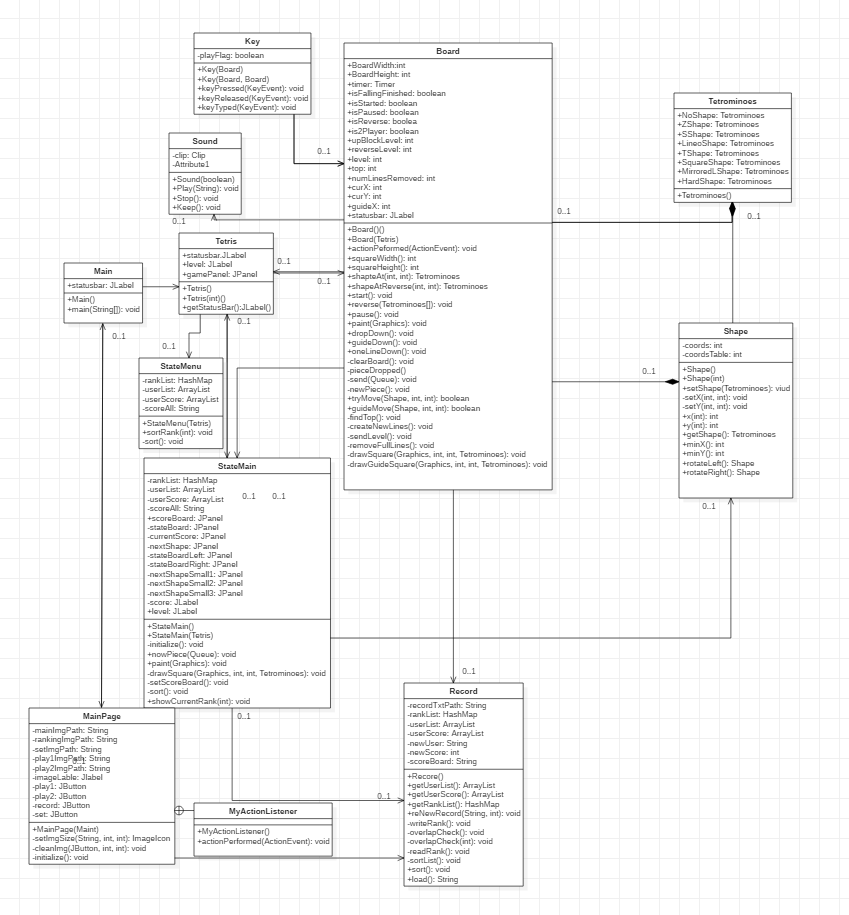 Key
-playFlag: boolean
+Key(Board)
+Key(Board, Board)
+keyPressed(KeyEvent): void
+keyReleased(KeyEvent): void
+keyTyped(KeyEvent): void
0..1
Board
+BoardWidth:int
+BoardHeight: int
+timer: Timer
+isFallingFinished: boolean
+isStarted: boolean
+isPaused: boolean
+isReverse: boolea
+is2Player: boolean
+upBlockLevel: int
+reverseLevel: int
+level: int
+top: int
+numLinesRemoved: int
+curX: int
+curY: int
+guideX: int
+statusbar: JLabel
+Board()()
+Board(Tetris)
+actionPeformed(ActionEvent): void
+squareWidth(): int
+squareHeight(): int
+shapteAt(int, int): Tetrominoes
+shapeAtReverse(int, int): Tetrominoes
+start(): void
+reverse(Tetrominoes[]): void
+pause(): void
+paint(Graphics): void
+dropDown(): void
+guideDown(): void
+oneLineDown(): void
-clearBoard(): void
-pieceDropped()
-send(Queue): void
-newPiece(): void
+tryMove(Shape, int, int): boolean
+guideMove(Shape, int, int): boolean
-findTop(): void
-createNewLines(): void
-sendLevel(): void
-removeFullLines(): void
-drawSquare(Graphics, int, int, Tetrominoes): void
-drawGuideSquare(Graphics, int, int, Tetrominoes): void
Tetrominoes
+NoShape: Tetrominoes
+ZShape: Tetrominoes
+SShape: Tetrominoes
+LineoShape: Tetrominoes
+TShape: Tetrominoes
+SquareShape: Tetrominoes
+MirroredLShape: Tetrominoes
+HardShape: Tetrominoes
+Tetrominoes()
0..1
0..1
Sound
-clip: Clip
-Attribute1
+Sound(boolean)
+Play(String): void
+Stop(): void
+Keep(): void
0..1
Tetris
+statusbar.JLabel
+level: JLabel
+gamePanel: JPanel
+Tetris()
+Tetris(int)()
+getStatusBar():JLabel()
0..1
0..1
0..1
0..1
Main
+statusbar: JLabel
+Main()
+main(String[]): void
0..1
StateMenu
-rankList: HashMap
-userList: ArrayList
-userScore: ArrayList
-scoreAll: String
+StateMenu(Tetris)
+sortRank(int): void
-sort(): void
Shape
-coords: int
-coordsTable: int
+Shape()
+Shape(int)
+setShape(Tetrominoes): viud
-setX(int, int): void
-setY(int, int): void
+x(int): int
+y(int): int
+getShape(): Tetrominoes
+minX(): int
+minY(): int
+rotateLeft(): Shape
+rotateRight(): Shape
0..1
0..1
StateMain
-rankList: HashMap
-userList: ArrayList
-userScore: ArrayList
-scoreAll: String
+scoreBoard: JPanel
-stateBoard: JPanel
-currentScore: JPanel
-nextShape: JPanel
-stateBoardLeft: JPanel
-stateBoardRight: JPanel
-nextShapeSmall1: JPanel
-nextShapeSmall2: JPanel
-nextShapeSmall3: JPanel
-score: JLabel
+level: JLabel
+StateMain()
+StateMain(Tetris)
-initialize(): void
+nowPiece(Queue): void
+paint(Graphics): void
-drawSquare(Graphics, int, int, Tetrominoes): void
-setScoreBoard(): void
-sort(): void
+showCurrentRank(int): void
0..1 0..1
0..1
0..1
Record
-recordTxtPath: String
-rankList: HashMap
-userList: ArrayList
-userScore: ArrayList
-newUser: String
-newScore: int
-scoreBoard: String
+Recore()
+getUserList(): ArrayList
+getUserScore(): ArrayList
+getRankList(): HashMap
+reNewRecord(String, int): void
-writeRank(): void
-overlapCheck(): void
-overlapCheck(int): void
-readRank(): void
-sortList(): void
+sort(): void
+load(): String
0..1
MainPage
-mainImgPath: String
-rankingImgPath: String
-setImgPath: String
-play1ImgPath: String
-play2ImgPath: String
-imageLable: Jlabel
-play1: JButton
-play2: JButton
-record: JButton
-set: JButton
+MainPage(Maint)
-setImgSize(String, int, int): ImageIcon
-cleanImg(JButton, int, int): void
-initialize(): void
MyActionListener
+MyActionListener()
+actionPerformed(ActionEvent): void